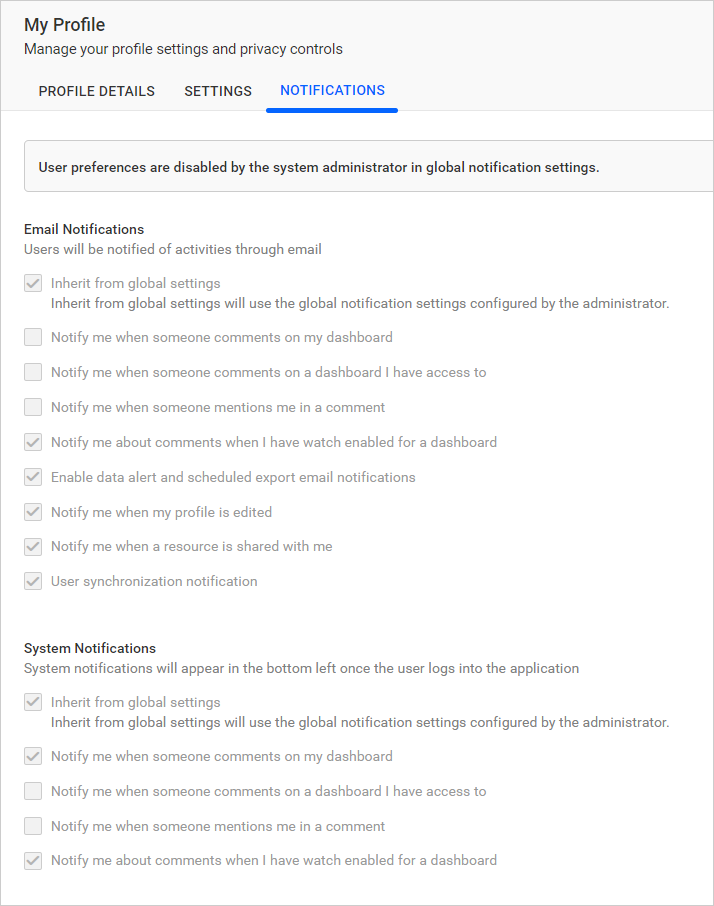 My Profile
Manage your profile settings and privacy controls
PROFILE DETAILS SETTINGS NOTIFICATIONS
User preferences are disabled by the system administrator in global notification settings.
Email Notifications
Users will be notified of activities through email
Inherit from global settings
Inherit from global settings will use the global notification settings configured by the administrator.
Notify me when someone comments on my dashboard
Notify me when someone comments on a dashboard I have access to
Notify me when someone mentions me in a comment
Notify me about comments when I have watch enabled for a dashboard
Enable data alert and scheduled export email notifications
Notify me when my profile is edited
Notify me when a resource is shared with me
User synchronization notification
System Notifications
System notifications will appear in the bottom left once the user logs into the application
Inherit from global settings
Inherit from global settings will use the global notification settings configured by the administrator.
Notify me when someone comments on my dashboard
Notify me when someone comments on a dashboard I have access to
Notify me when someone mentions me in a comment
Notify me about comments when I have watch enabled for a dashboard